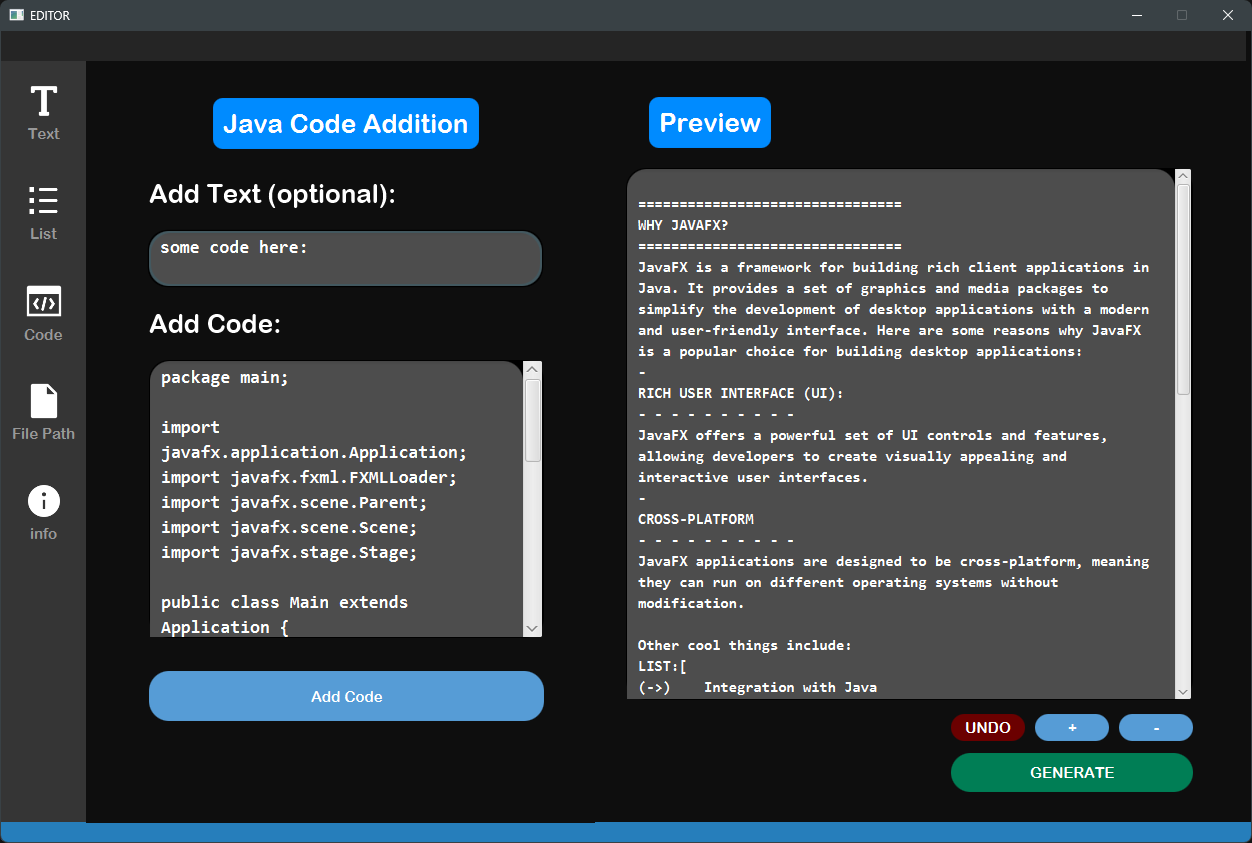 EDITOR
Text
List
Code
File Path
info
Java Code Addition
Add Text (optional):
some code here:
Add Code:
package main;
import
javafx.application.Application;
import javafx.fxml.FXMLLoader;
import javafx.scene.Parent;
import javafx.scene.Scene;
import javafx.stage.Stage;
public class Main extends
Application {
Add Code
Preview
================================
WHY JAVAFX?
================================
JavaFX is a framework for building rich client applications in
Java. It provides a set of graphics and media packages to
simplify the development of desktop applications with a modern
and user-friendly interface. Here are some reasons why JavaFX
is a popular choice for building desktop applications:
-
RICH USER INTERFACE (UI):
- - - - - - - - - -
JavaFX offers a powerful set of UI controls and features,
allowing developers to create visually appealing and
interactive user interfaces.
-
CROSS-PLATFORM
- - - - - - - - - -
JavaFX applications are designed to be cross-platform, meaning
they can run on different operating systems without
modification.
Other cool things include:
LIST:[
(->)    Integration with Java
UNDO
+
-
GENERATE